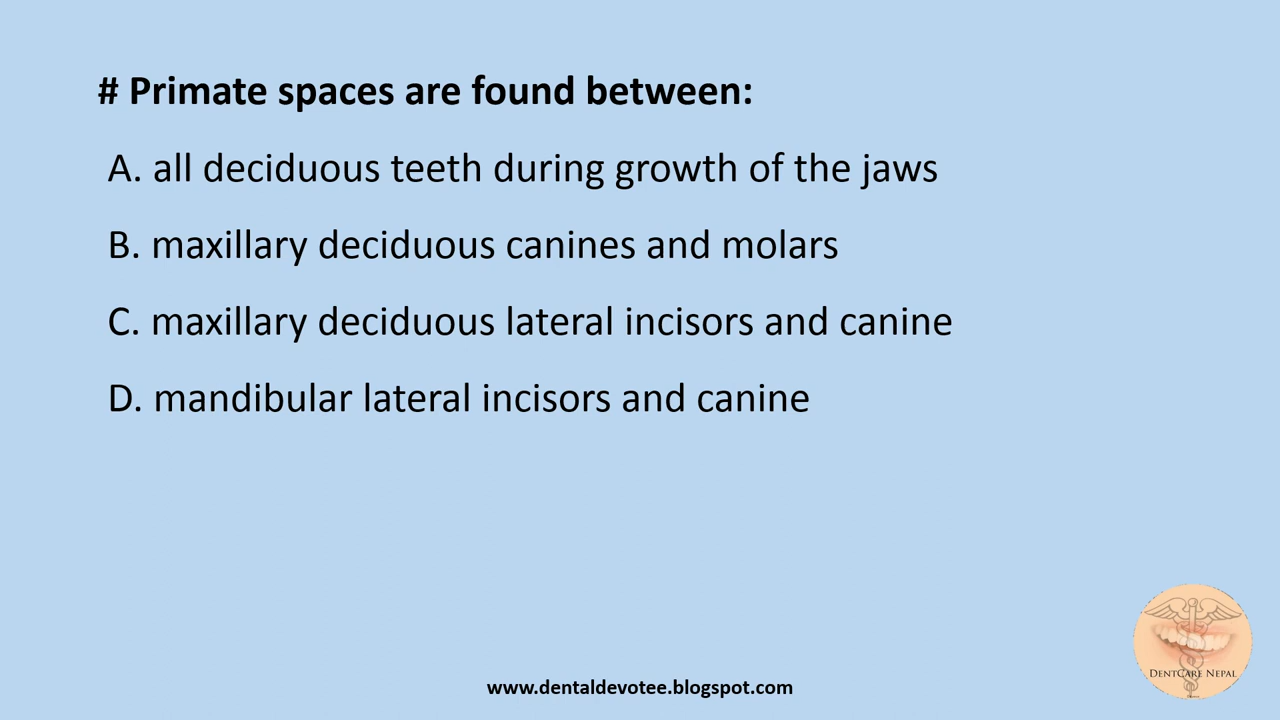 # Primate spaces are found between:
A. all deciduous teeth during growth of the jaws
B. maxillary deciduous canines and molars
C. maxillary deciduous lateral incisors and canine
D. mandibular lateral incisors and canine
DentCare Nepal
www.dentaldevotee.blogspot.com